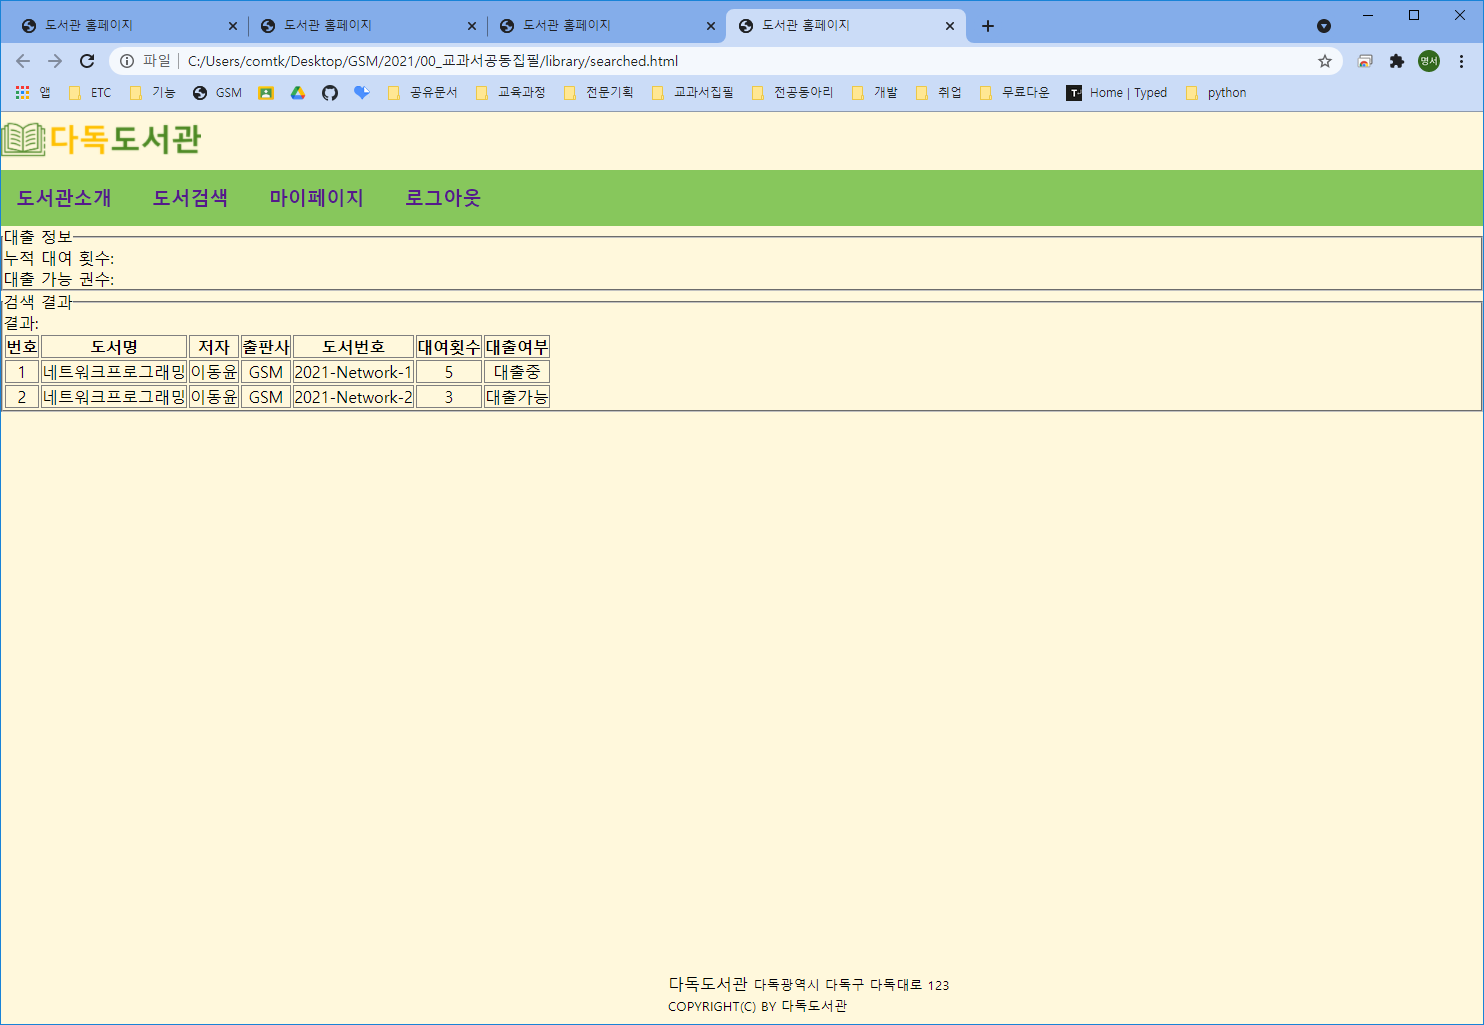 도서관 홈페이지
도서관 홈페이지
도서관 홈페이지
도서관 홈페이지
파일 | C:/Users/comtk/Desktop/GSM/2021/00_교과서공동집필/library/searched.html
명서
앱 ETC 기능 GSM 공유문서 교육과정 전문기획 교과서집필 전공동아리 개발 취업 무료다운 Home | Typed python
다독도서관
도서관소개 도서검색 마이페이지 로그아웃
대출 정보
누적 대여 횟수:
대출 가능 권수:
검색 결과
결과:
번호 도서명 저자 출판사 도서번호 대여횟수 대출여부
1 네트워크프로그래밍 이동윤 GSM 2021-Network-1 5 대출중
2 네트워크프로그래밍 이동윤 GSM 2021-Network-2 3 대출가능
다독도서관 다독광역시 다독구 다독대로 123
COPYRIGHT(C) BY 다독도서관